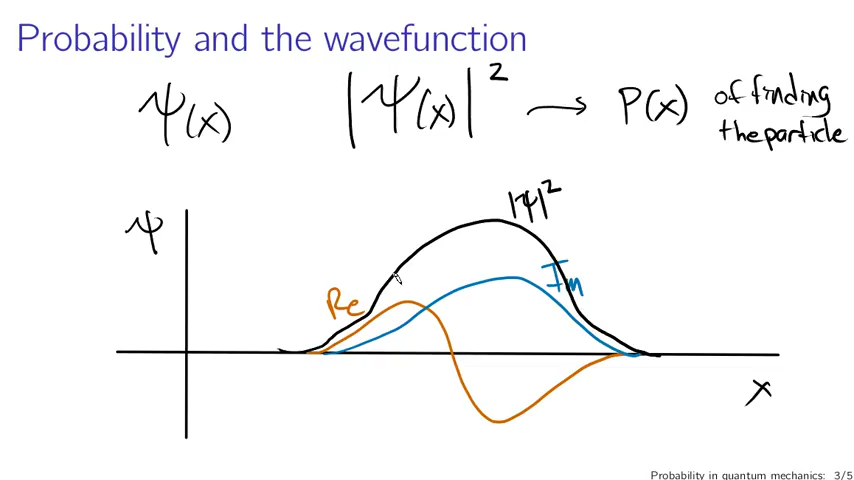 Probability and the wavefunction
ψ(x) |ψ(x)|² → P(x) of finding
the particle
|ψ|²
ψ
Im
Re
x
Probability in quantum mechanics: 3/5